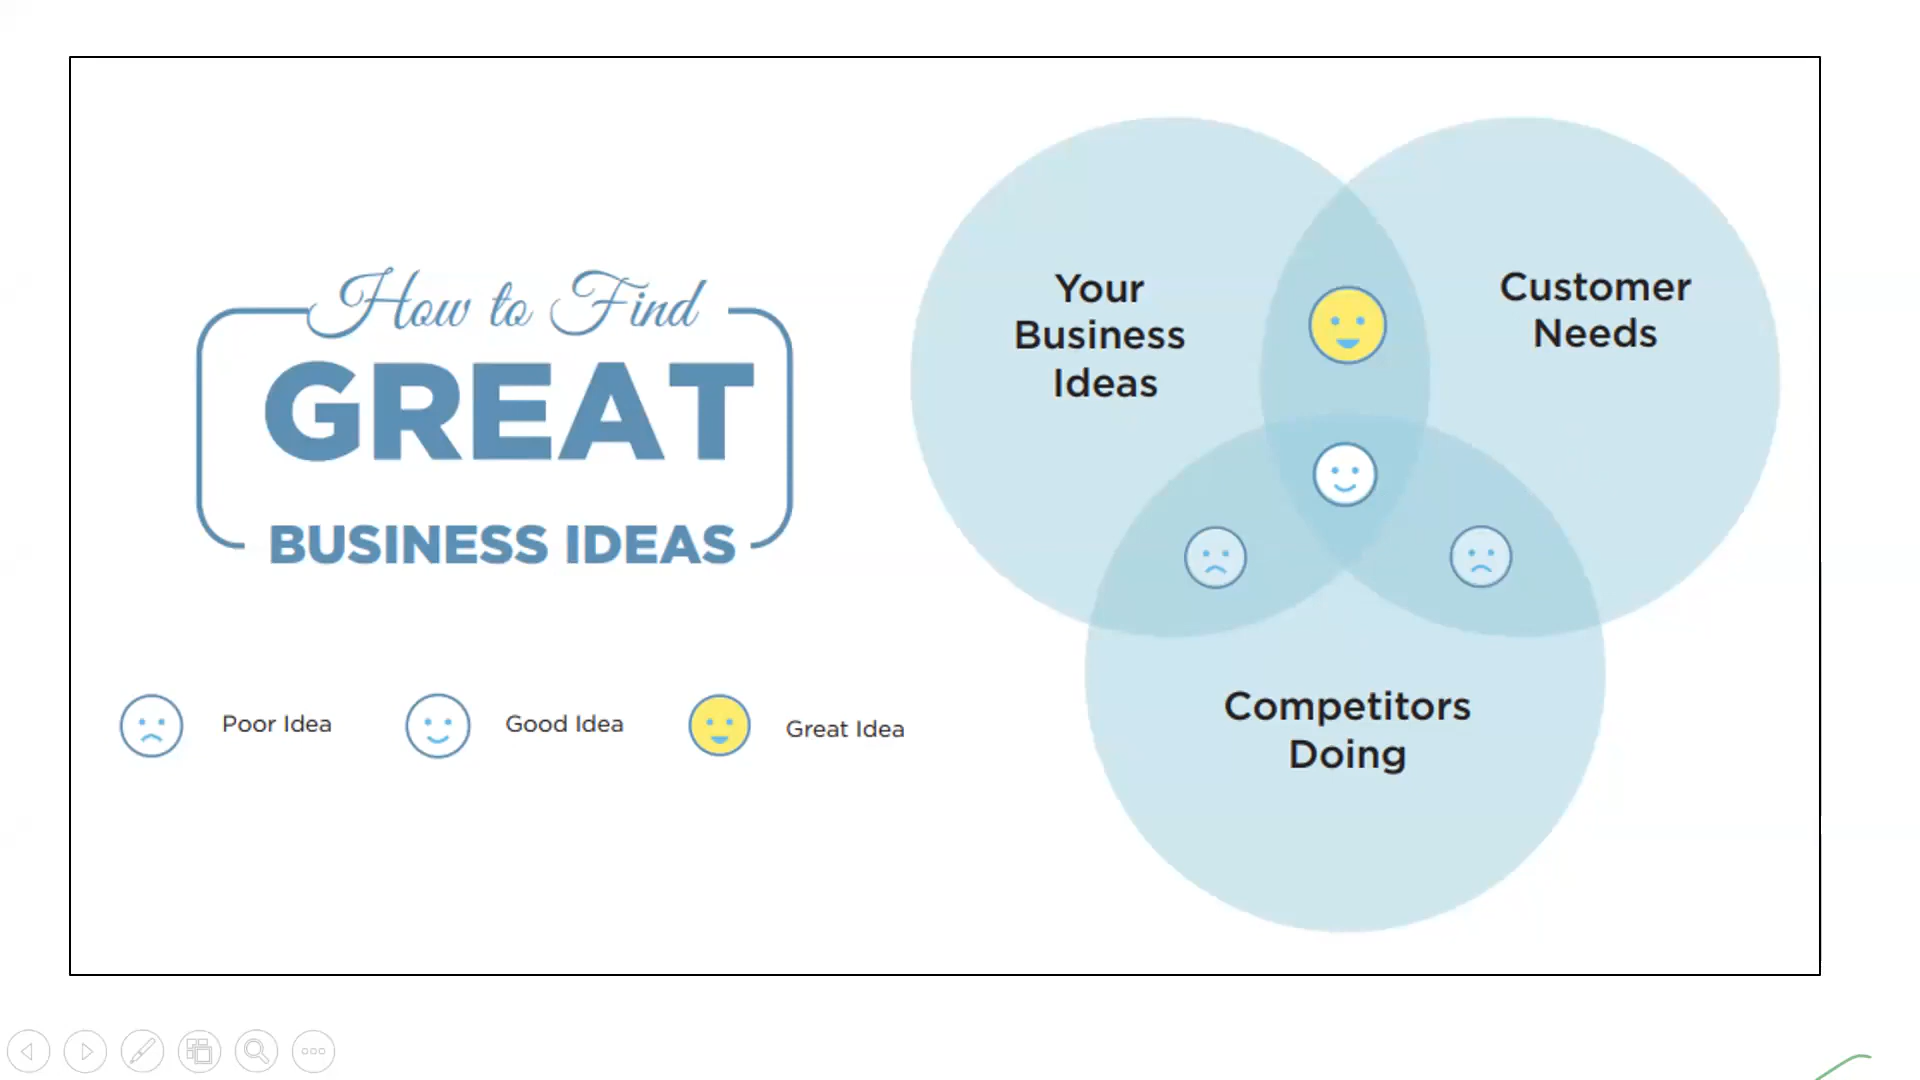 How to Find
GREAT
BUSINESS IDEAS
Poor Idea
Good Idea
Great Idea
Your
Business
Ideas
Customer
Needs
Competitors
Doing